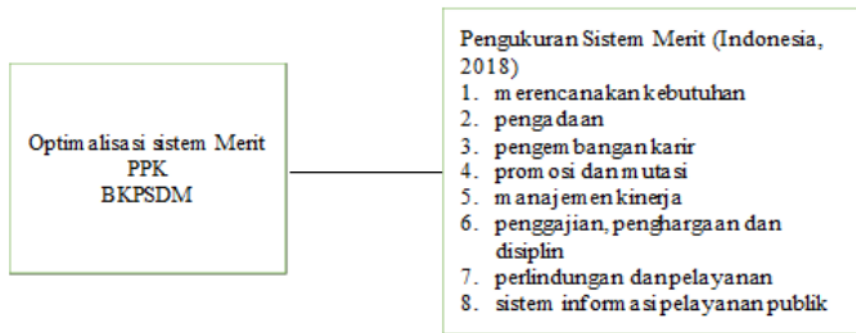 Optimalisasi sistem Merit
PPK
BKPSDM
Pengukuran Sistem Merit (Indonesia,
2018)
1. merencanakan kebutuhan
2. pengadaan
3. pengembangan karir
4. promosi dan mutasi
5. manajemen kinerja
6. penggajian, penghargaan dan
disiplin
7. perlindungan dan pelayanan
8. sistem informasi pelayanan publik